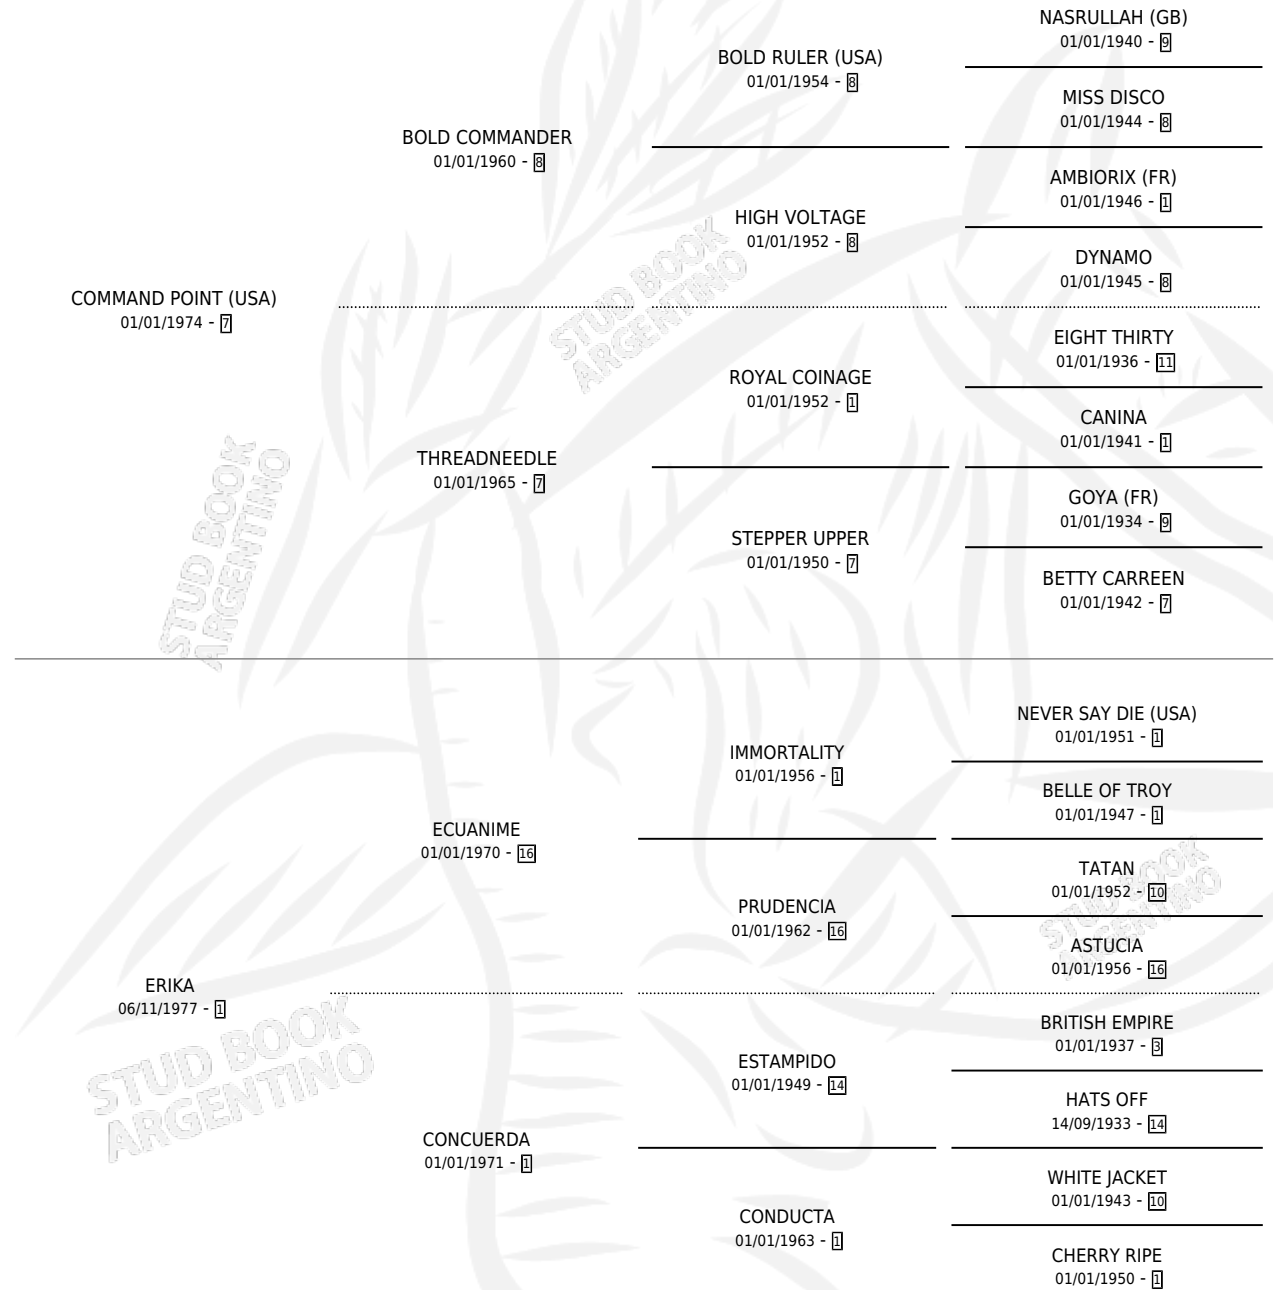 NASRULLAH (GB)
01/01/1940 - 9
BOLD RULER (USA)
01/01/1954 - 8
MISS DISCO
01/01/1944 - 8
BOLD COMMANDER
01/01/1960 - 8
AMBIORIX (FR)
01/01/1946 - 1
HIGH VOLTAGE
01/01/1952 - 8
DYNAMO
01/01/1945 - 8
COMMAND POINT (USA)
01/01/1974 - 7
EIGHT THIRTY
01/01/1936 - 11
ROYAL COINAGE
01/01/1952 - 1
CANINA
01/01/1941 - 1
THREADNEEDLE
01/01/1965 - 7
GOYA (FR)
01/01/1934 - 9
STEPPER UPPER
01/01/1950 - 7
BETTY CARREEN
01/01/1942 - 7
NEVER SAY DIE (USA)
01/01/1951 - 1
IMMORTALITY
01/01/1956 - 1
BELLE OF TROY
01/01/1947 - 1
ECUANIME
01/01/1970 - 16
TATAN
01/01/1952 - 10
PRUDENCIA
01/01/1962 - 16
ASTUCIA
01/01/1956 - 16
ERIKA
06/11/1977 - 1
BRITISH EMPIRE
01/01/1937 - 3
ESTAMPIDO
01/01/1949 - 14
HATS OFF
14/09/1933 - 14
CONCUERDA
01/01/1971 - 1
WHITE JACKET
01/01/1943 - 10
CONDUCTA
01/01/1963 - 1
CHERRY RIPE
01/01/1950 - 1
STUD BOOK
ARGENTINO
STUD BOOK
ARGENTINO
STUD BOOK
ARGENTINO
STUD BOOK
ARGENTINO